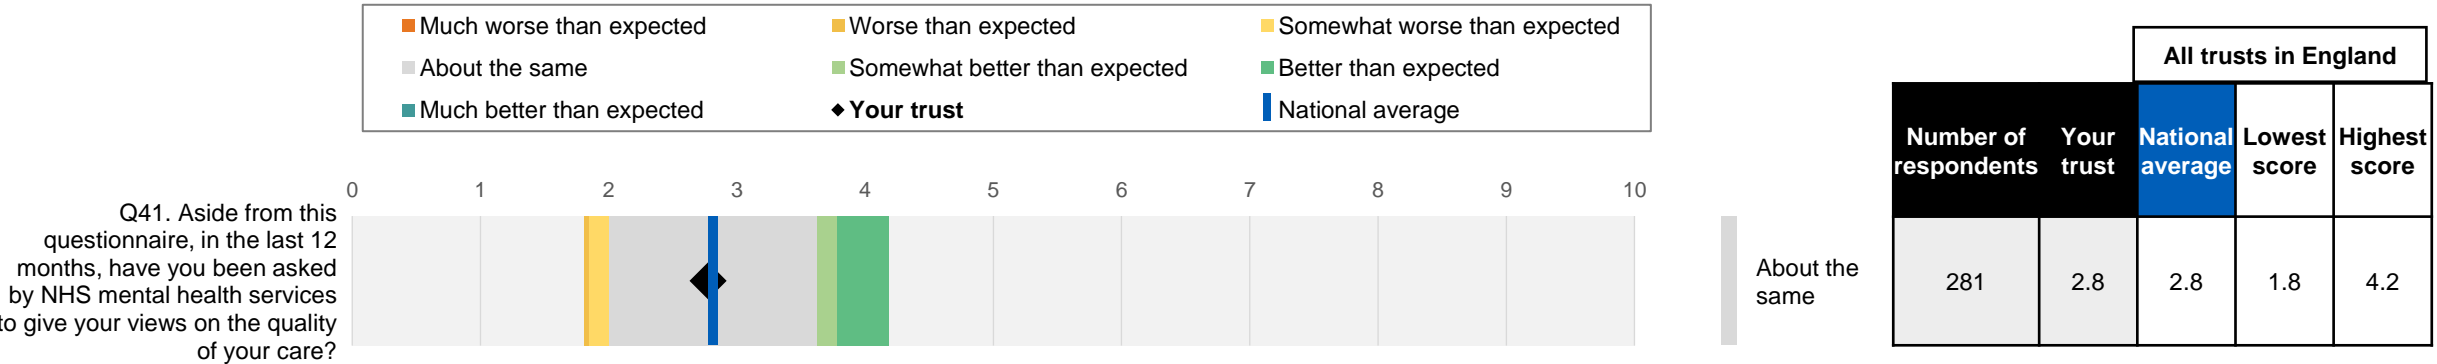 Much worse than expected
Worse than expected
Somewhat worse than expected
About the same
Somewhat better than expected
Better than expected
Much better than expected
Your trust
National average
All trusts in England
Number of respondents
Your trust
National average
Lowest score
Highest score
0 1 2 3 4 5 6 7 8 9 10
Q41. Aside from this
questionnaire, in the last 12
months, have you been asked
by NHS mental health services
to give your views on the quality
of your care?
About the
same
281 2.8 2.8 1.8 4.2